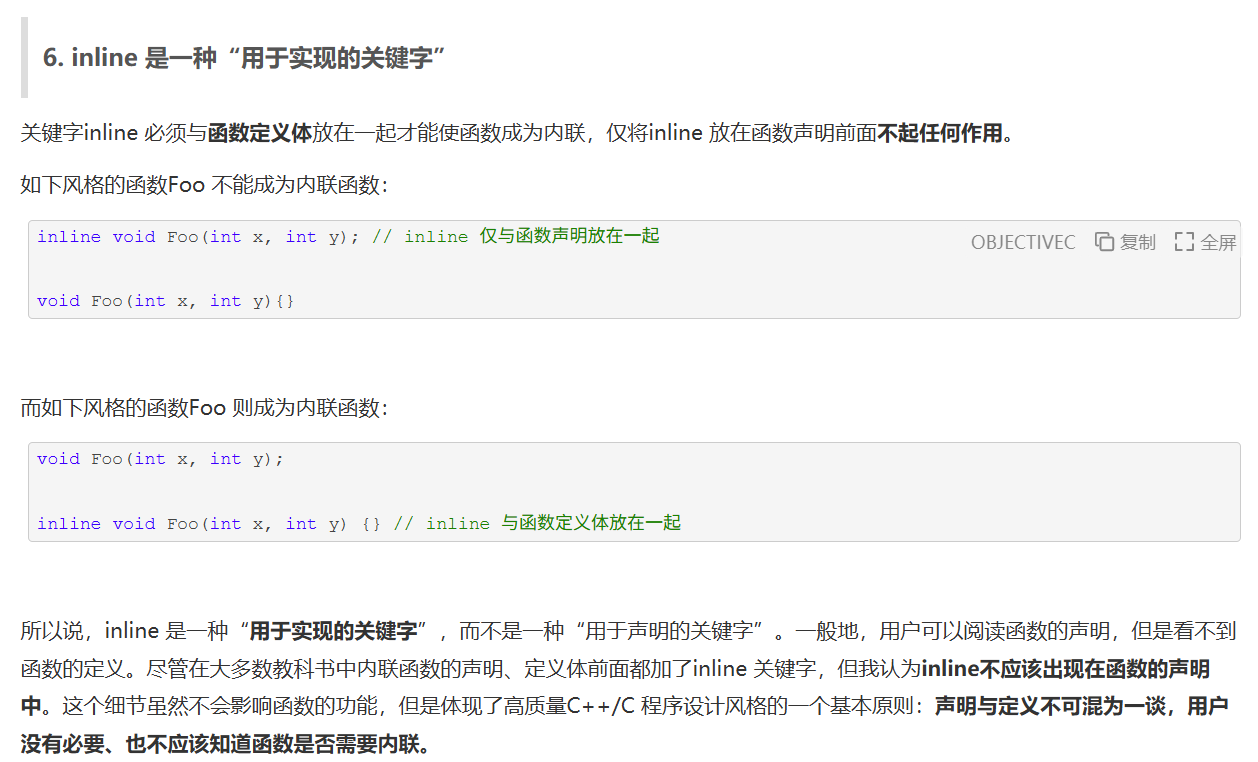 6. inline 是一种“用于实现的关键字”
关键字inline 必须与函数定义体放在一起才能使函数成为内联，仅将inline 放在函数声明前面不起任何作用。
如下风格的函数Foo 不能成为内联函数：
inline void Foo(int x, int y); // inline 仅与函数声明放在一起
OBJECTIVEC 复制 全屏
void Foo(int x, int y){}
而如下风格的函数Foo 则成为内联函数：
void Foo(int x, int y);
inline void Foo(int x, int y) {} // inline 与函数定义体放在一起
所以说，inline 是一种“用于实现的关键字”，而不是一种“用于声明的关键字”。一般地，用户可以阅读函数的声明，但是看不到
函数的定义。尽管在大多数教科书中内联函数的声明、定义体前面都加了inline 关键字，但我认为inline不应该出现在函数的声明
中。这个细节虽然不会影响函数的功能，但是体现了高质量C++/C 程序设计风格的一个基本原则：声明与定义不可混为一谈，用户
没有必要、也不应该知道函数是否需要内联。